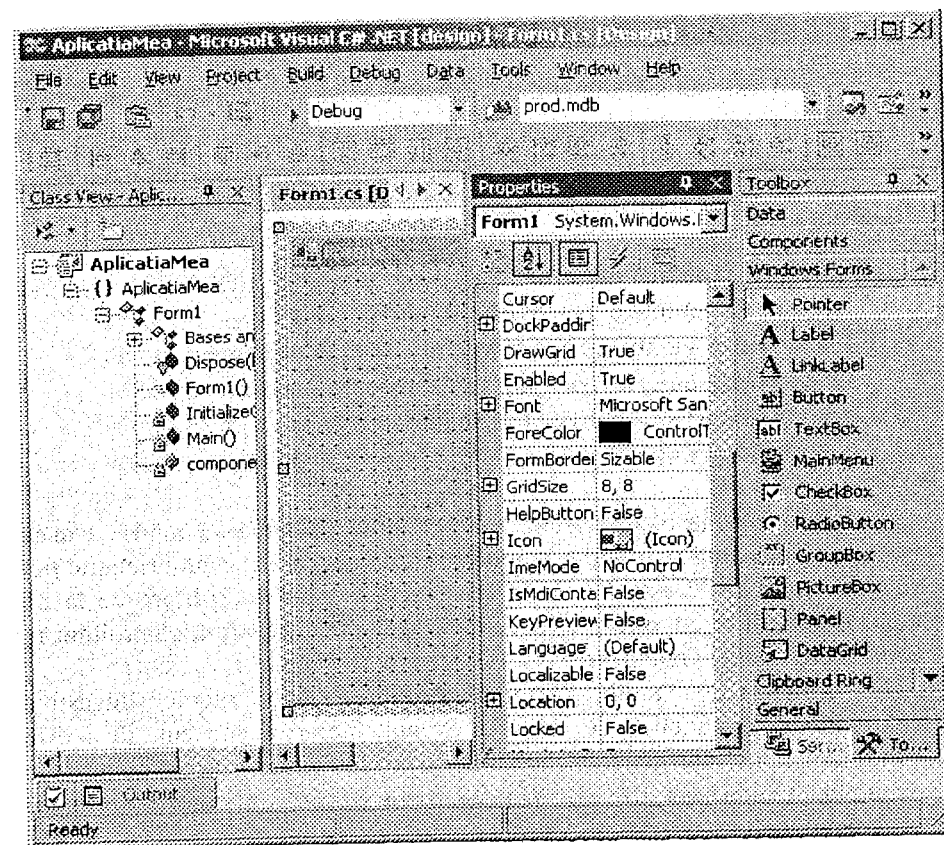 AplicatiaMea - Microsoft Visual C# .NET [design] - Form1.cs [Design]
File Edit View Project Build Debug Data Tools Window Help
Debug prod.mdb
Class View - Aplic...
AplicatiaMea
AplicatiaMea
Form1
Bases an
Dispose(
Form1()
Initialize
Main()
compone
Form1.cs [D
Properties
Form1 System.Windows.
Cursor Default
DockPaddir
DrawGrid True
Enabled True
Font Microsoft San
ForeColor ControlT
FormBorder Sizable
GridSize 8, 8
HelpButton False
Icon (Icon)
ImeMode NoControl
IsMdiConta False
KeyPreview False
Language (Default)
Localizable False
Location 0, 0
Locked False
Toolbox
Data
Components
Windows Forms
Pointer
Label
LinkLabel
Button
TextBox
MainMenu
CheckBox
RadioButton
GroupBox
PictureBox
Panel
DataGrid
Clipboard Ring
General
Ser... To...
Output
Ready